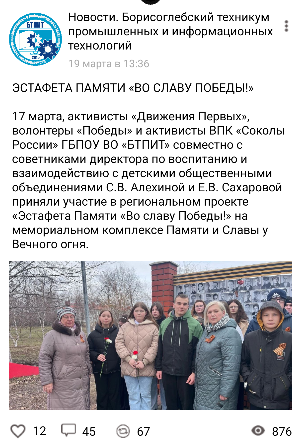 Новости. Борисоглебский техникум
промышленных и информационных
технологий
БТПИТ
19 марта в 13:36
ЭСТАФЕТА ПАМЯТИ «ВО СЛАВУ ПОБЕДЫ!»
17 марта, активисты «Движения Первых»,
волонтеры «Победы» и активисты ВПК «Соколы
России» ГБПОУ ВО «БТПИТ» совместно с
советниками директора по воспитанию и
взаимодействию с детскими общественными
объединениями С.В. Алехиной и Е.В. Сахаровой
приняли участие в региональном проекте
«Эстафета Памяти «Во славу Победы!» на
мемориальном комплексе Памяти и Славы у
Вечного огня.
12
45
67
876